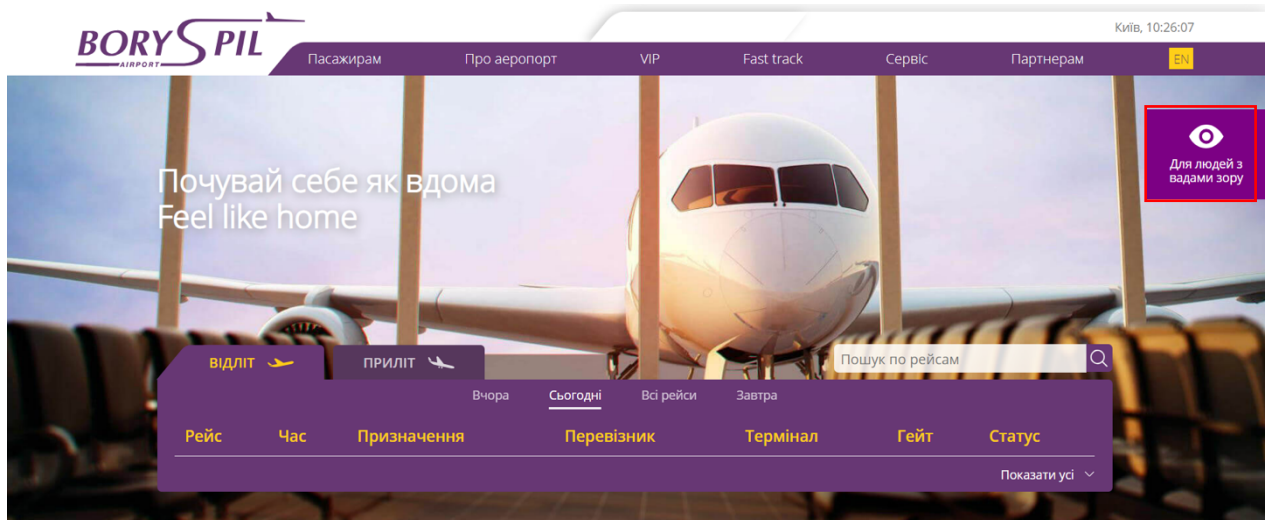 BORYSPIL
AIRPORT
Київ, 10:26:07
Пасажирам Про аеропорт VIP Fast track Сервіс Партнерам EN
Для людей з
вадами зору
Почувай себе як вдома
Feel like home
ВІДЛІТ ПРИЛІТ Пошук по рейсам
Вчора Сьогодні Всі рейси Завтра
Рейс Час Призначення Перевізник Термінал Гейт Статус
Показати усі